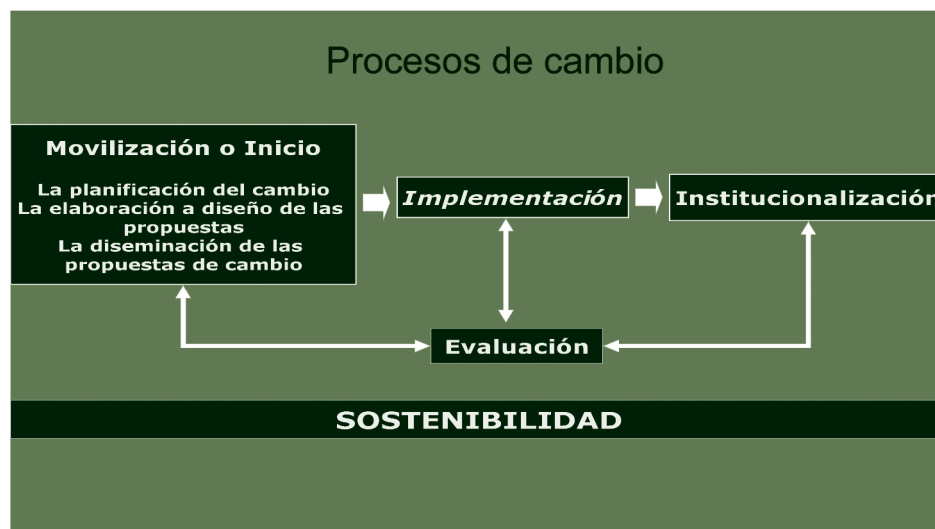 Procesos de cambio
Movilización o Inicio
La planificación del cambio
La elaboración a diseño de las
propuestas
La diseminación de las
propuestas de cambio
Implementación
Institucionalización
Evaluación
SOSTENIBILIDAD